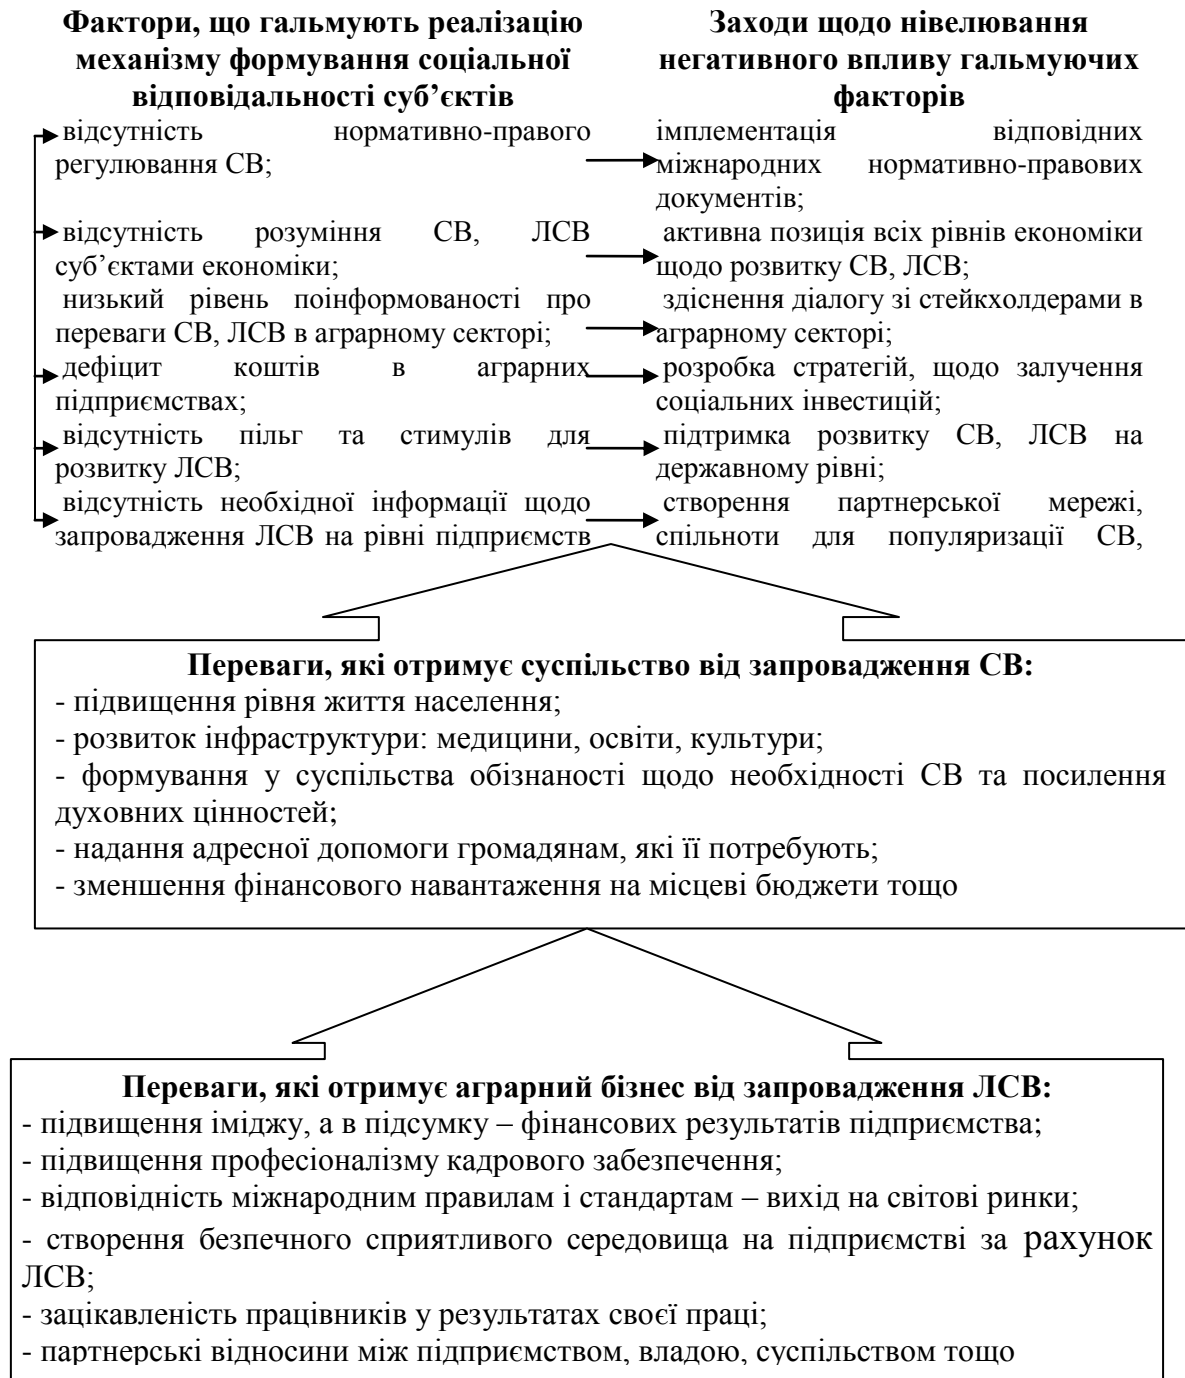 Фактори, що гальмують реалізацію
механізму формування соціальної
відповідальності суб’єктів
відсутність нормативно-правого
регулювання СВ;
відсутність розуміння СВ, ЛСВ
суб’єктами економіки;
низький рівень поінформованості про
переваги СВ, ЛСВ в аграрному секторі;
дефіцит коштів в аграрних
підприємствах;
відсутність пільг та стимулів для
розвитку ЛСВ;
відсутність необхідної інформації щодо
запровадження ЛСВ на рівні підприємств
Заходи щодо нівелювання
негативного впливу гальмуючих
факторів
імплементація відповідних
міжнародних нормативно-правових
документів;
активна позиція всіх рівнів економіки
щодо розвитку СВ, ЛСВ;
здіснення діалогу зі стейкхолдерами в
аграрному секторі;
розробка стратегій, щодо залучення
соціальних інвестицій;
підтримка розвитку СВ, ЛСВ на
державному рівні;
створення партнерської мережі,
спільноти для популяризації СВ,
Переваги, які отримує суспільство від запровадження СВ:
- підвищення рівня життя населення;
- розвиток інфраструктури: медицини, освіти, культури;
- формування у суспільства обізнаності щодо необхідності СВ та посилення
духовних цінностей;
- надання адресної допомоги громадянам, які її потребують;
- зменшення фінансового навантаження на місцеві бюджети тощо
Переваги, які отримує аграрний бізнес від запровадження ЛСВ:
- підвищення іміджу, а в підсумку – фінансових результатів підприємства;
- підвищення професіоналізму кадрового забезпечення;
- відповідність міжнародним правилам і стандартам – вихід на світові ринки;
- створення безпечного сприятливого середовища на підприємстві за рахунок
ЛСВ;
- зацікавленість працівників у результатах своєї праці;
- партнерські відносини між підприємством, владою, суспільством тощо